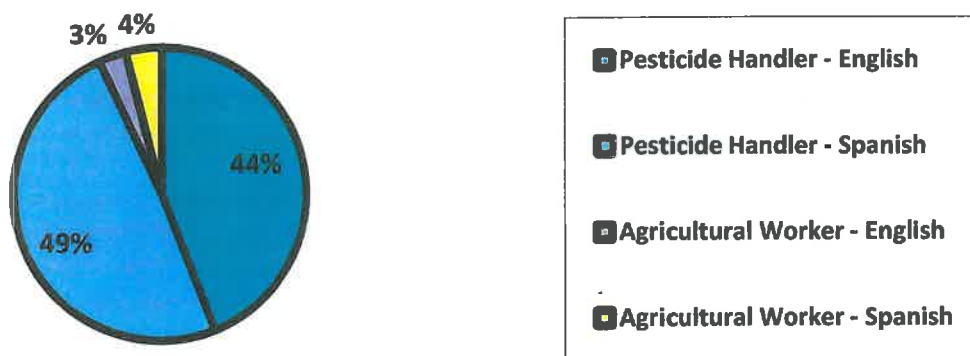 3% 4%
44%
49%
Pesticide Handler - English
Pesticide Handler - Spanish
Agricultural Worker - English
Agricultural Worker - Spanish